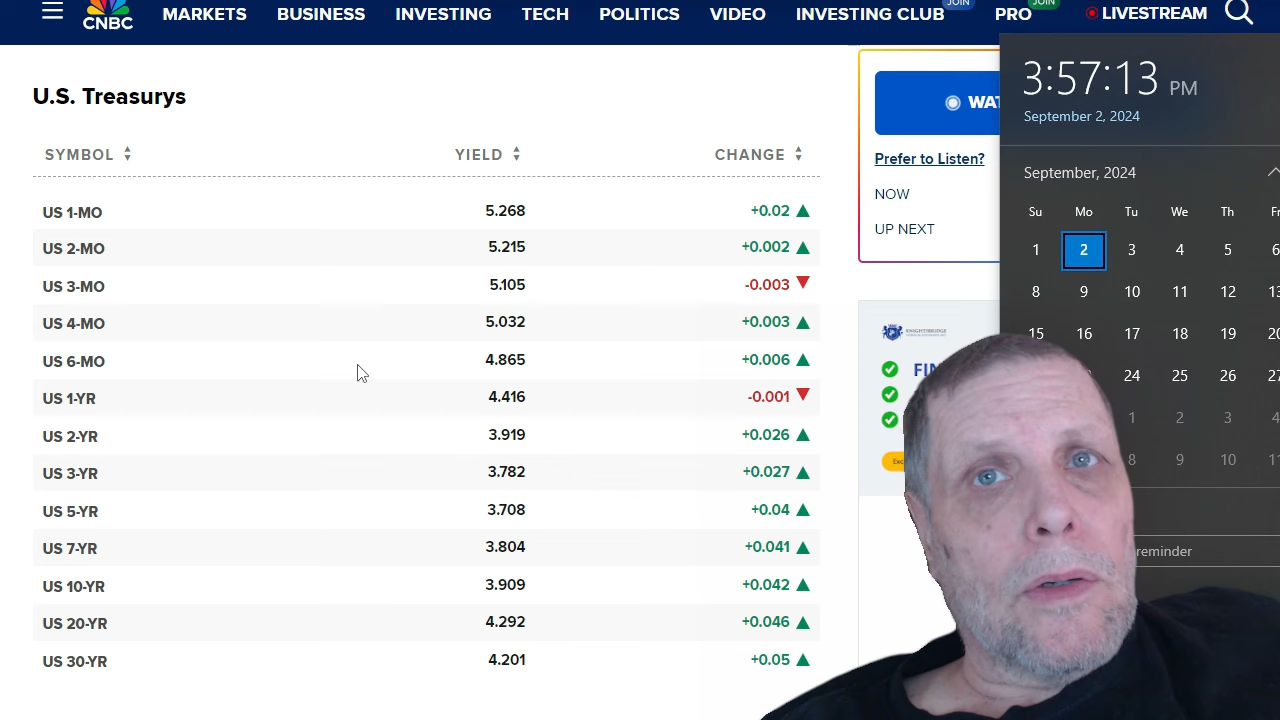 CNBC
MARKETS BUSINESS INVESTING TECH POLITICS VIDEO INVESTING CLUB JOIN PRO JOIN LIVESTREAM
U.S. Treasurys
SYMBOL YIELD CHANGE
US 1-MO 5.268 +0.02
US 2-MO 5.215 +0.002
US 3-MO 5.105 -0.003
US 4-MO 5.032 +0.003
US 6-MO 4.865 +0.006
US 1-YR 4.416 -0.001
US 2-YR 3.919 +0.026
US 3-YR 3.782 +0.027
US 5-YR 3.708 +0.04
US 7-YR 3.804 +0.041
US 10-YR 3.909 +0.042
US 20-YR 4.292 +0.046
US 30-YR 4.201 +0.05
Prefer to Listen?
NOW
UP NEXT
KNIGHTSBRIDGE
FIN
3:57:13 PM
September 2, 2024
September, 2024
Su Mo Tu We Th
1 2 3 4 5 6
8 9 10 11 12
15 16 17 18 19
24 25 26
1 2 3 4
8 9 10
reminder